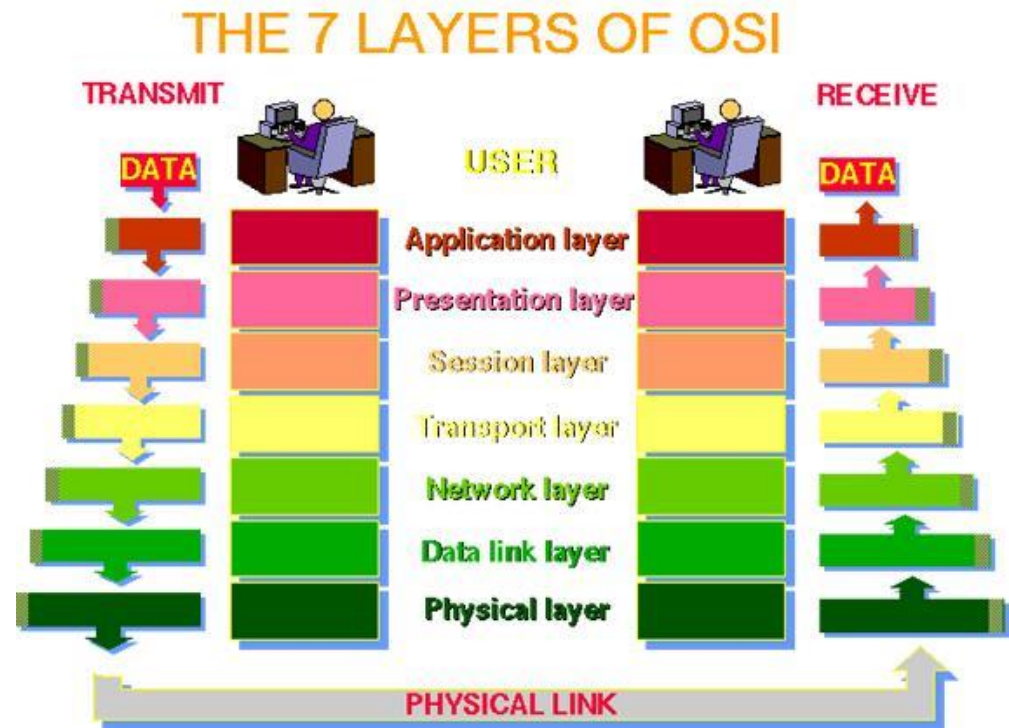 THE 7 LAYERS OF OSI
TRANSMIT
RECEIVE
DATA
USER
DATA
Application layer
Presentation layer
Session layer
Transport layer
Network layer
Data link layer
Physical layer
PHYSICAL LINK